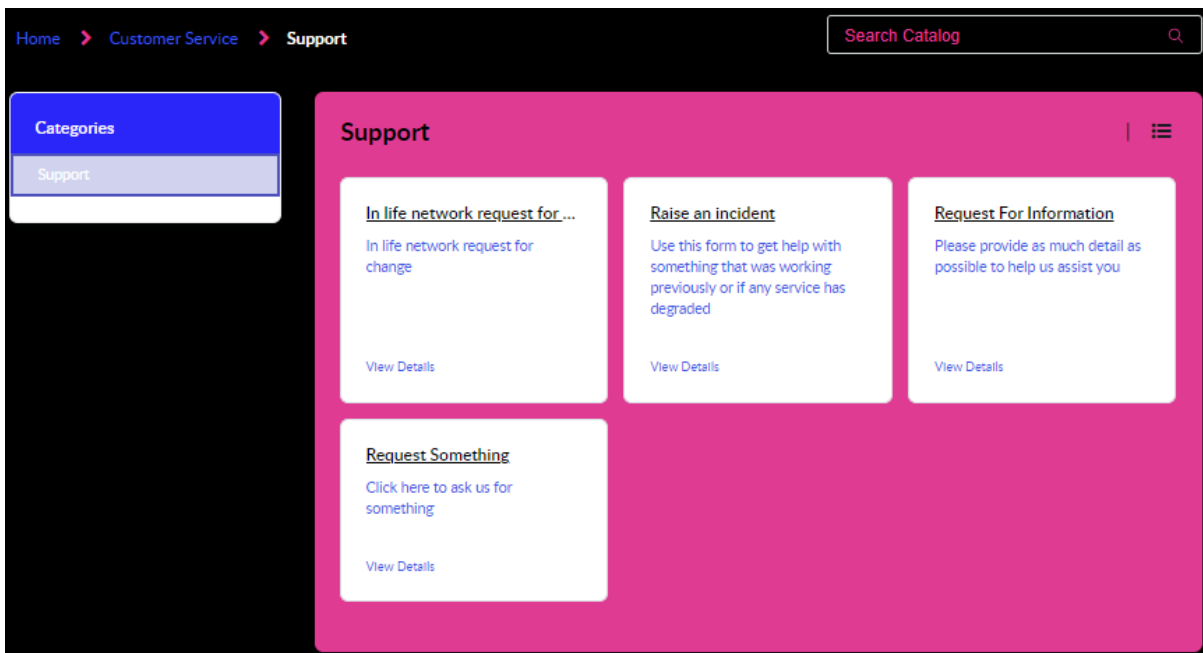 Home > Customer Service > Support
Search Catalog
Categories
Support
Support
In life network request for ...
In life network request for
change
View Details
Raise an incident
Use this form to get help with
something that was working
previously or if any service has
degraded
View Details
Request For Information
Please provide as much detail as
possible to help us assist you
View Details
Request Something
Click here to ask us for
something
View Details